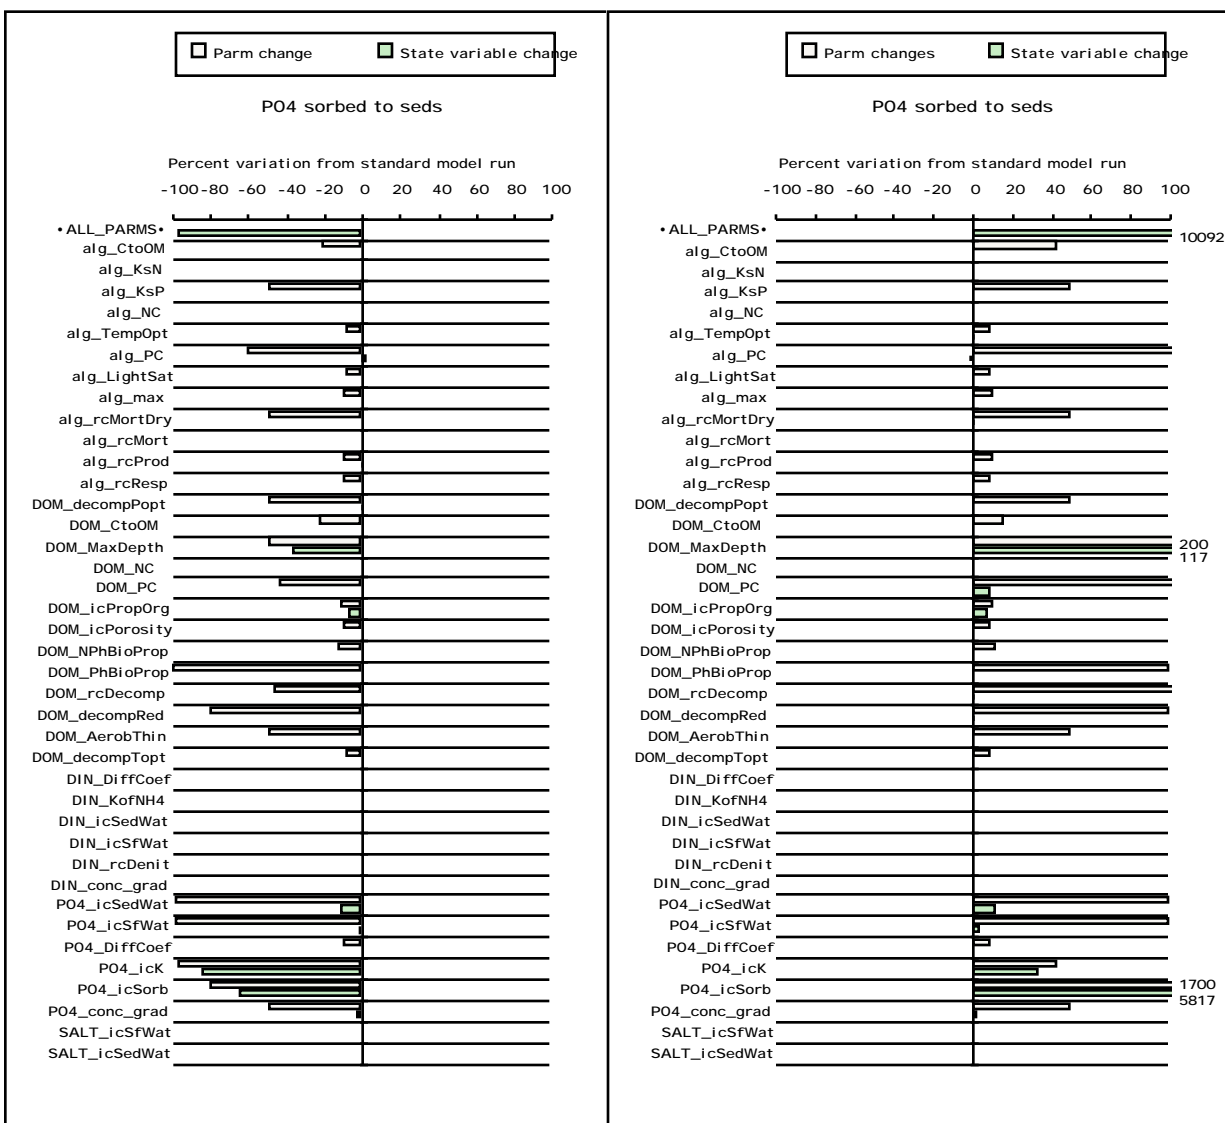 Parm change State variable change
PO4 sorbed to seds
Percent variation from standard model run
-100 -80 -60 -40 -20 0 20 40 60 80 100
•ALL_PARMS•
alg_CtoOM
alg_KsN
alg_KsP
alg_NC
alg_TempOpt
alg_PC
alg_LightSat
alg_max
alg_rcMortDry
alg_rcMort
alg_rcProd
alg_rcResp
DOM_decompPopt
DOM_CtoOM
DOM_MaxDepth
DOM_NC
DOM_PC
DOM_icPropOrg
DOM_icPorosity
DOM_NPhBioProp
DOM_PhBioProp
DOM_rcDecomp
DOM_decompRed
DOM_AerobThin
DOM_decompTopt
DIN_DiffCoef
DIN_KofNH4
DIN_icSedWat
DIN_icSfWat
DIN_rcDenit
DIN_conc_grad
PO4_icSedWat
PO4_icSfWat
PO4_DiffCoef
PO4_icK
PO4_icSorb
PO4_conc_grad
SALT_icSfWat
SALT_icSedWat
Parm changes State variable change
PO4 sorbed to seds
Percent variation from standard model run
-100 -80 -60 -40 -20 0 20 40 60 80 100
•ALL_PARMS•
10092
alg_CtoOM
alg_KsN
alg_KsP
alg_NC
alg_TempOpt
alg_PC
alg_LightSat
alg_max
alg_rcMortDry
alg_rcMort
alg_rcProd
alg_rcResp
DOM_decompPopt
DOM_CtoOM
DOM_MaxDepth 200
117
DOM_NC
DOM_PC
DOM_icPropOrg
DOM_icPorosity
DOM_NPhBioProp
DOM_PhBioProp
DOM_rcDecomp
DOM_decompRed
DOM_AerobThin
DOM_decompTopt
DIN_DiffCoef
DIN_KofNH4
DIN_icSedWat
DIN_icSfWat
DIN_rcDenit
DIN_conc_grad
PO4_icSedWat
PO4_icSfWat
PO4_DiffCoef
PO4_icK
PO4_icSorb 1700
5817
PO4_conc_grad
SALT_icSfWat
SALT_icSedWat